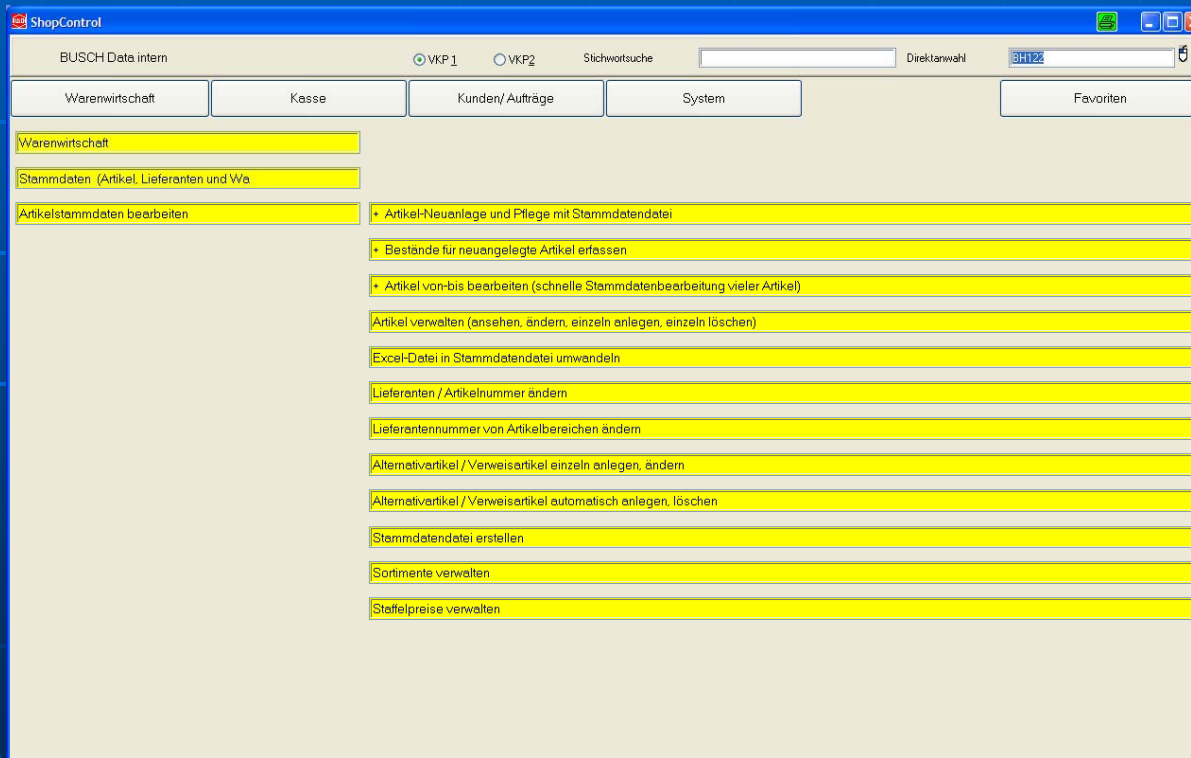 ShopControl
BUSCH Data intern
VKP 1
VKP2
Stichwortsuche
Direktanwahl
BH122
Warenwirtschaft
Kasse
Kunden/ Aufträge
System
Favoriten
Warenwirtschaft
Stammdaten (Artikel, Lieferanten und Wa
Artikelstammdaten bearbeiten
+ Artikel-Neuanlage und Pflege mit Stammdatendatei
+ Bestände für neuangelegte Artikel erfassen
+ Artikel von-bis bearbeiten (schnelle Stammdatenbearbeitung vieler Artikel)
Artikel verwalten (ansehen, ändern, einzeln anlegen, einzeln löschen)
Excel-Datei in Stammdatendatei umwandeln
Lieferanten / Artikelnummer ändern
Lieferantennummer von Artikelbereichen ändern
Alternativartikel / Verweisartikel einzeln anlegen, ändern
Alternativartikel / Verweisartikel automatisch anlegen, löschen
Stammdatendatei erstellen
Sortimente verwalten
Staffelpreise verwalten